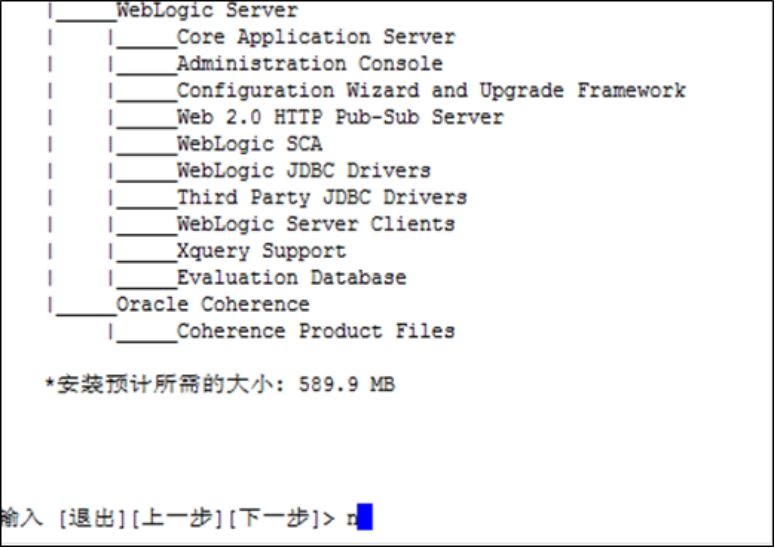 |_____WebLogic Server
|    |_____Core Application Server
|    |_____Administration Console
|    |_____Configuration Wizard and Upgrade Framework
|    |_____Web 2.0 HTTP Pub-Sub Server
|    |_____WebLogic SCA
|    |_____WebLogic JDBC Drivers
|    |_____Third Party JDBC Drivers
|    |_____WebLogic Server Clients
|    |_____Xquery Support
|    |_____Evaluation Database
|_____Oracle Coherence
     |_____Coherence Product Files
*安装预计所需的大小: 589.9 MB
输入 [退出][上一步][下一步]> n